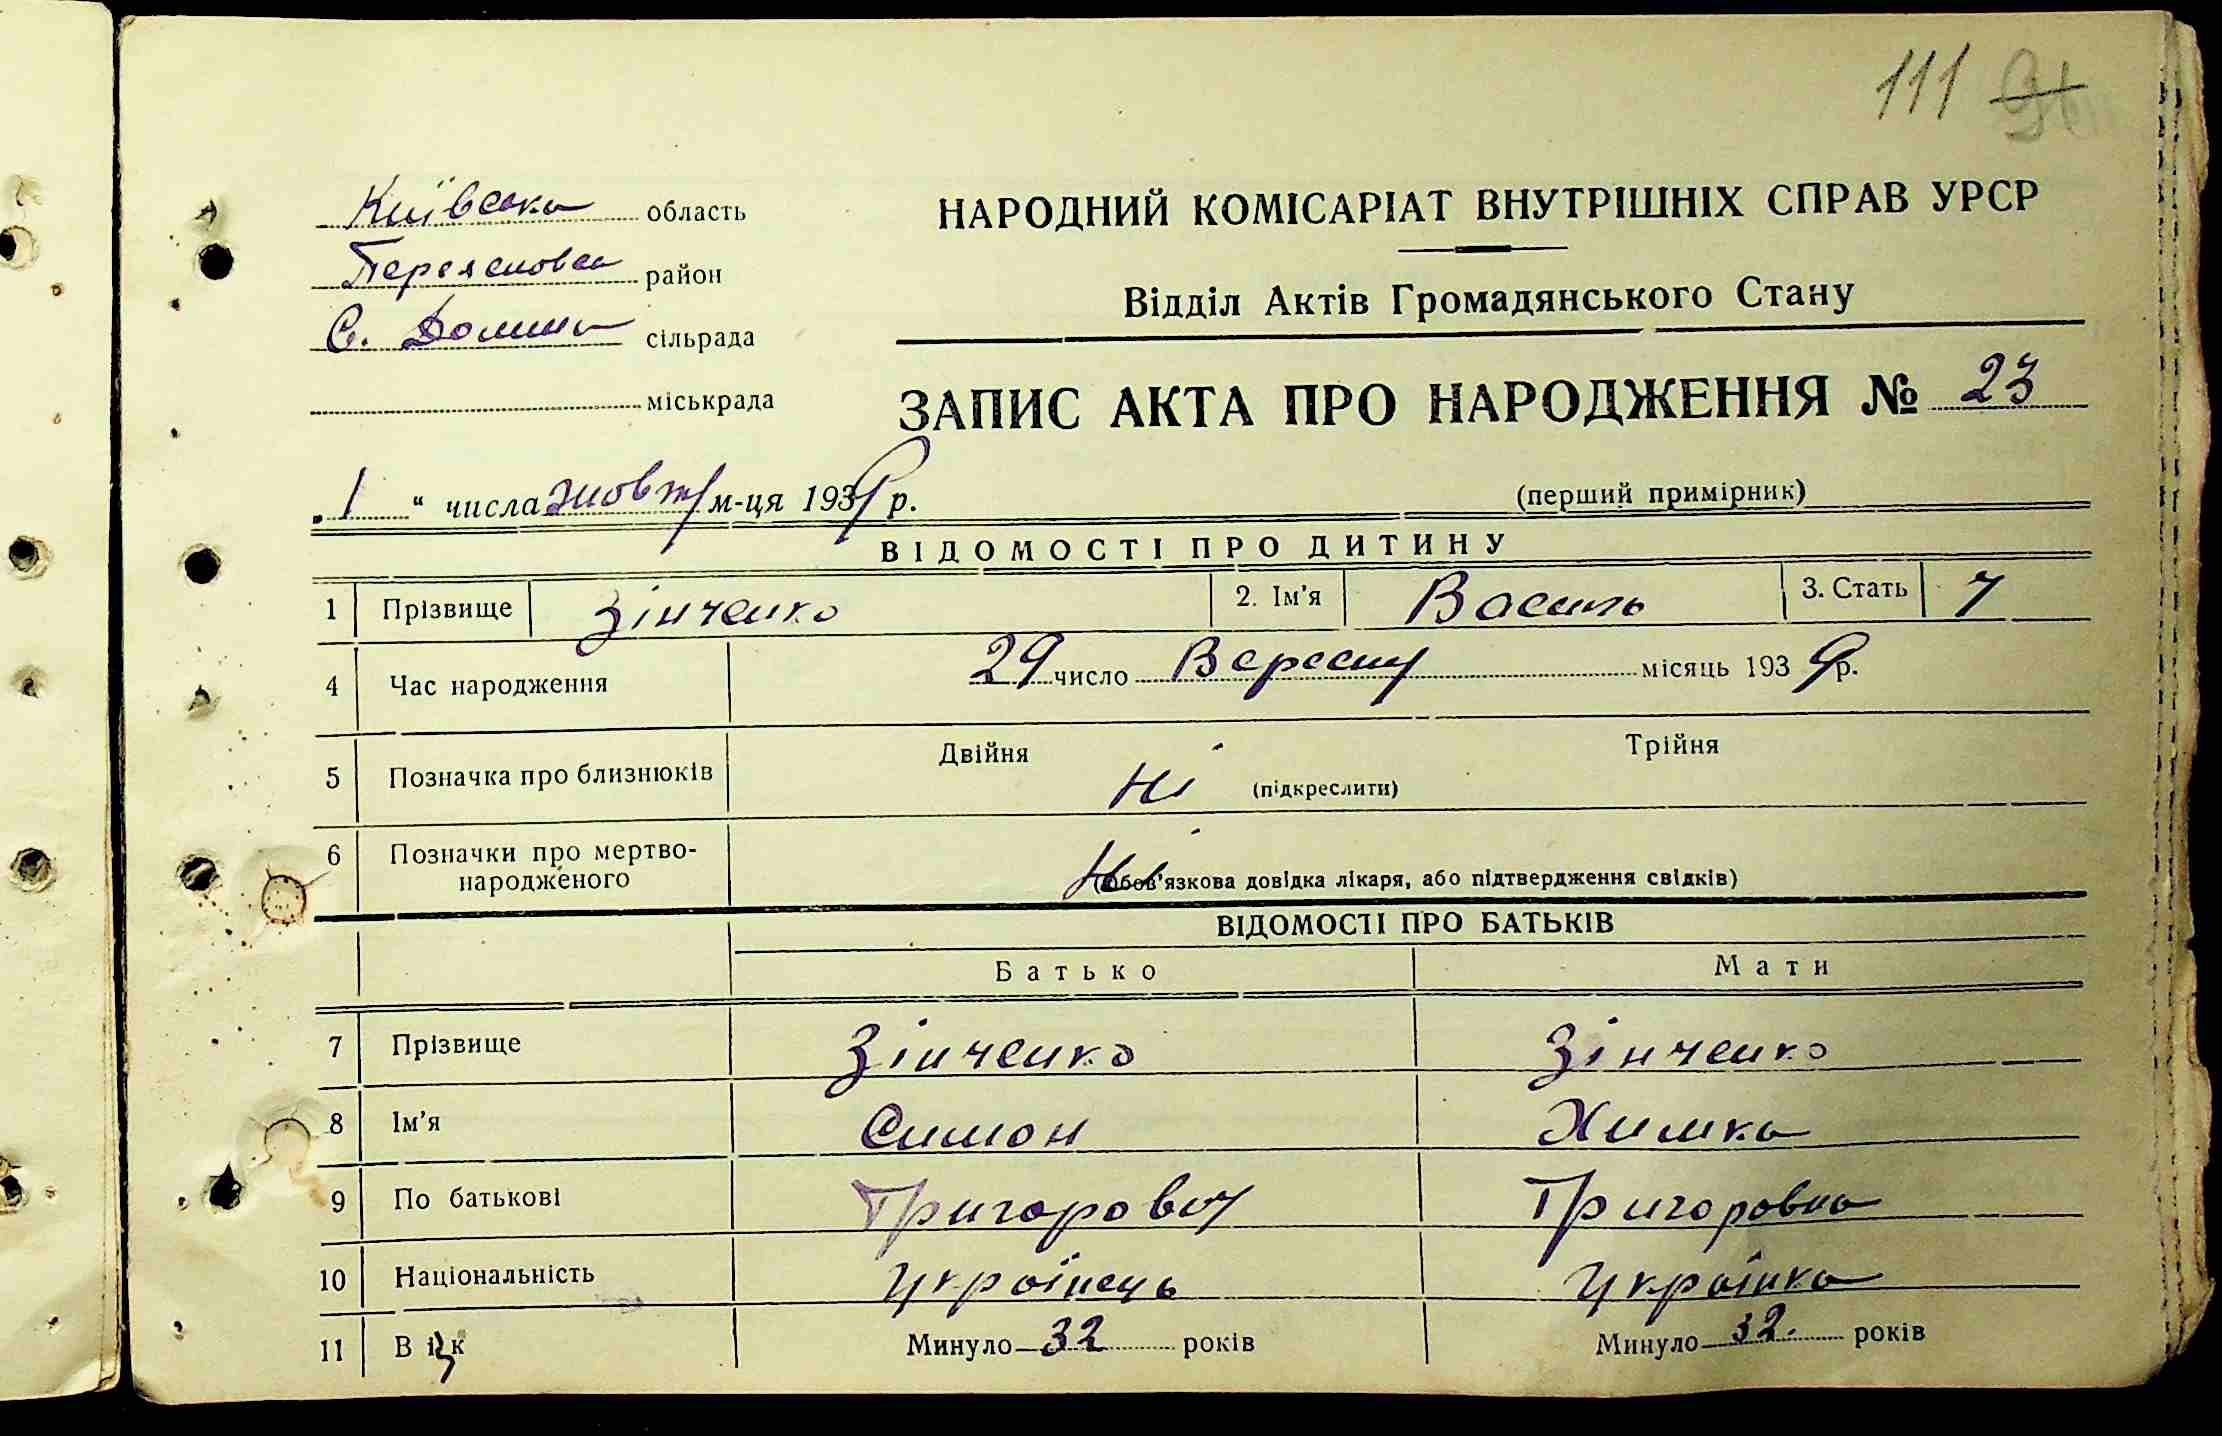 111
Київська область
НАРОДНИЙ КОМІСАРІАТ ВНУТРІШНІХ СПРАВ УРСР
район
Відділ Актів Громадянського Стану
С. Долина сільрада
міськрада
ЗАПИС АКТА ПРО НАРОДЖЕННЯ № 23
„1“ числа жовт м-ця 1939 р.
(перший примірник)
ВІДОМОСТІ ПРО ДИТИНУ
1 Прізвище Зінченко 2. Ім'я Василь 3. Стать Ч
4 Час народження 29 число Вересня місяць 1939 р.
5 Позначка про близнюків Двійня Ні (підкреслити) Трійня
6 Позначки про мертво-
народженого Ні (Обов'язкова довідка лікаря, або підтвердження свідків)
ВІДОМОСТІ ПРО БАТЬКІВ
Батько Мати
7 Прізвище Зінченко Зінченко
8 Ім'я Симон Химка
9 По батькові Григорович Григоровна
10 Національність Українець Українка
11 Вік Минуло 32 років Минуло 32 років